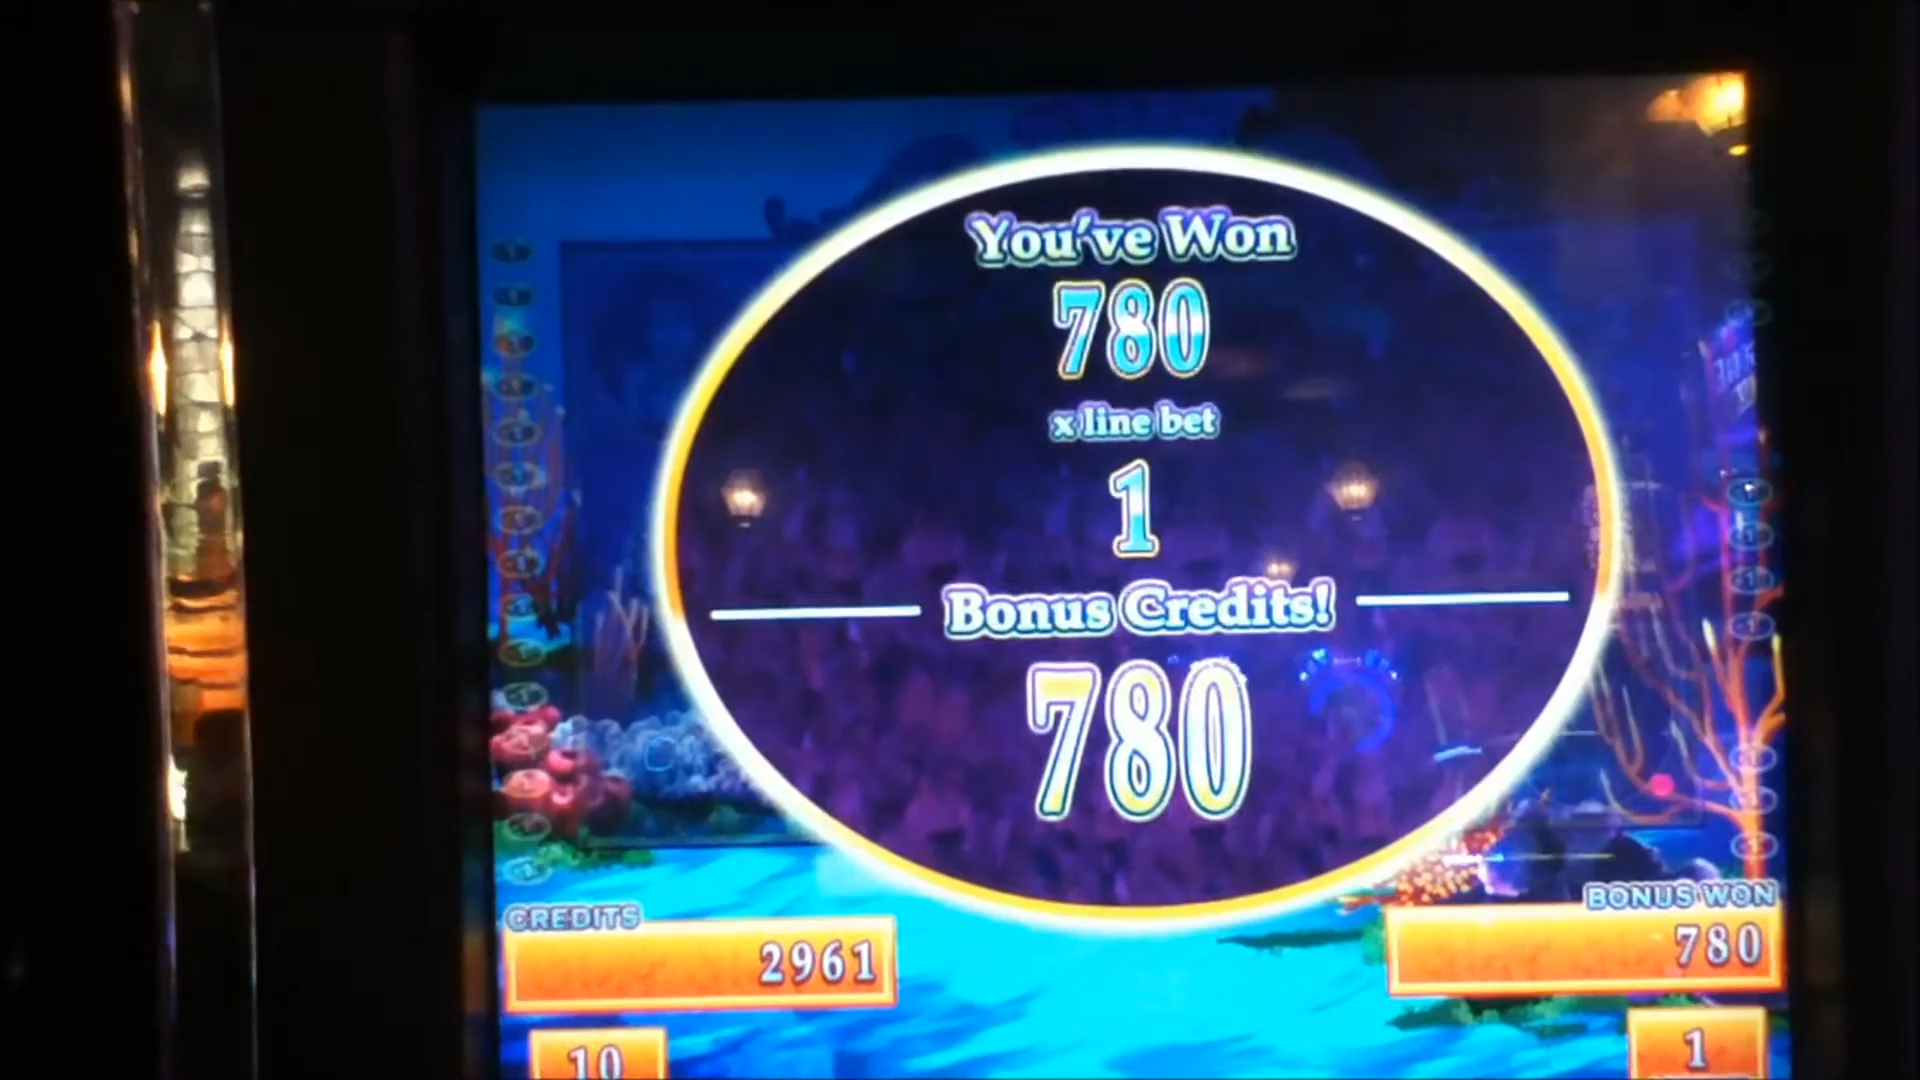 You've Won
780
x line bet
1
Bonus Credits!
780
CREDITS
2961
BONUS WON
780
10
1